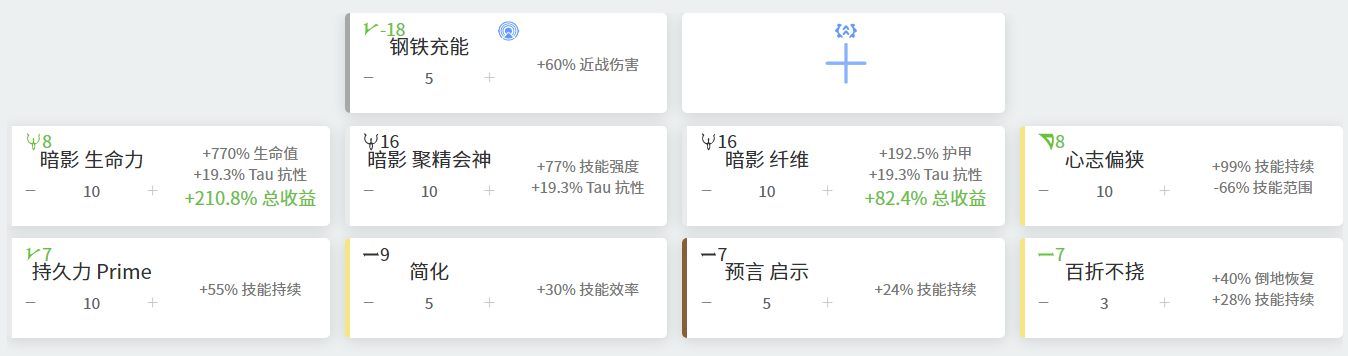 -18
钢铁充能
− 5 +
+60% 近战伤害
8
暗影 生命力
− 10 +
+770% 生命值
+19.3% Tau 抗性
+210.8% 总收益
16
暗影 聚精会神
− 10 +
+77% 技能强度
+19.3% Tau 抗性
16
暗影 纤维
− 10 +
+192.5% 护甲
+19.3% Tau 抗性
+82.4% 总收益
8
心志偏狭
− 10 +
+99% 技能持续
-66% 技能范围
7
持久力 Prime
− 10 +
+55% 技能持续
9
简化
− 5 +
+30% 技能效率
7
预言 启示
− 5 +
+24% 技能持续
7
百折不挠
− 3 +
+40% 倒地恢复
+28% 技能持续